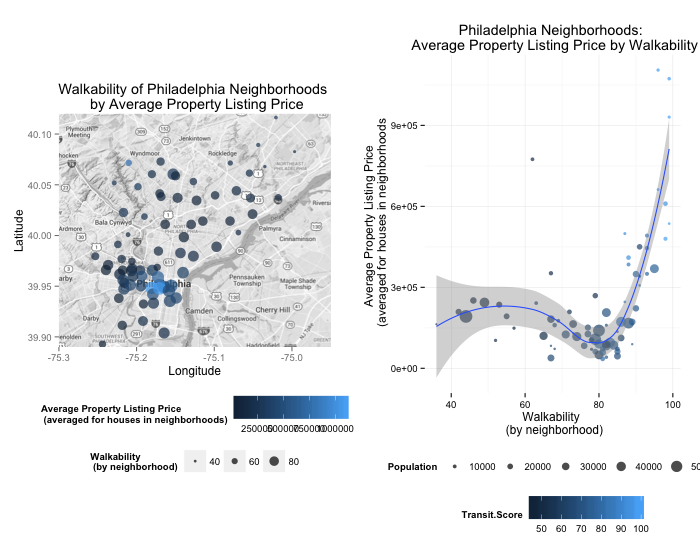 Walkability of Philadelphia Neighborhoods
by Average Property Listing Price
Latitude
40.10
40.05
40.00
39.95
39.90
Plymouth
Meeting
Jenkintown
Wyndmoor
Rockledge
NORTHEAST
PHILADELPHIA
Bala Cynwyd
Ardmore
Riverside
Palmyra
Cinnaminson
Pennsauken
Township
Maple Shade
Township
Camden
Cherry Hill
Collingswood
Darby
Haddonfield
-75.3
-75.2
-75.1
-75.0
Longitude
Average Property Listing Price
(averaged for houses in neighborhoods)
250000
500000
750000
1000000
Walkability
(by neighborhood)
40
60
80
Philadelphia Neighborhoods:
Average Property Listing Price by Walkability
Average Property Listing Price
(averaged for houses in neighborhoods
9e+05
6e+05
3e+05
0e+00
40
60
80
100
Walkability
(by neighborhood)
Population
10000
20000
30000
40000
Transit.Score
50 60 70 80 90 100